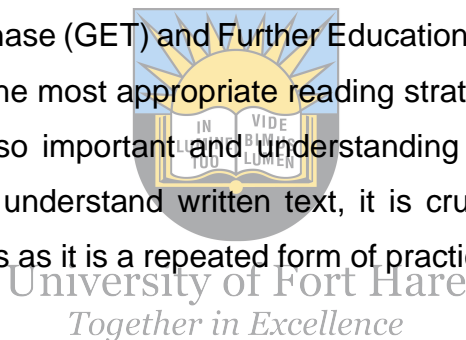 hase (GET) and Further Education
he most appropriate reading strat
so important and understanding
understand written text, it is cru
s as it is a repeated form of practic
IN VIDE
LUMINE BIMUS
TUO LUMEN
University of Fort Hare
Together in Excellence